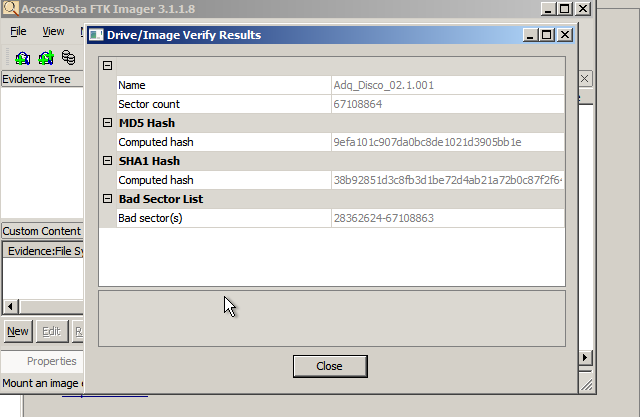 AccessData FTK Imager 3.1.1.8
File View
Drive/Image Verify Results
Evidence Tree
Name Adq_Disco_02.1.001
Sector count 67108864
MD5 Hash
Computed hash 9efa101c907da0bc8de1021d3905bb1e
SHA1 Hash
Computed hash 38b92851d3c8fb3d1be72d4ab21a72b0c87f2f64
Bad Sector List
Bad sector(s) 28362624-67108863
Custom Content
Evidence:File Sy
New Edit R
Close
Properties
Mount an image